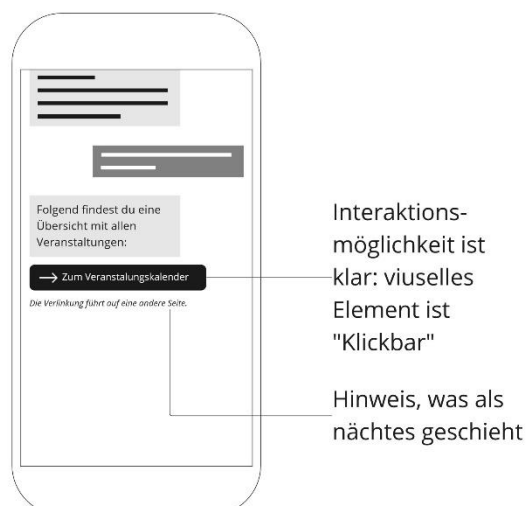 Folgend findest du eine
Übersicht mit allen
Veranstaltungen:
→ Zum Veranstalungskalender
Die Verlinkung führt auf eine andere Seite.
Interaktions-
möglichkeit ist
klar: viuselles
Element ist
"Klickbar"
Hinweis, was als
nächtes geschieht